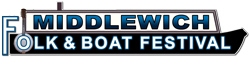 MIDDLEWICH
FOLK & BOAT FESTIVAL